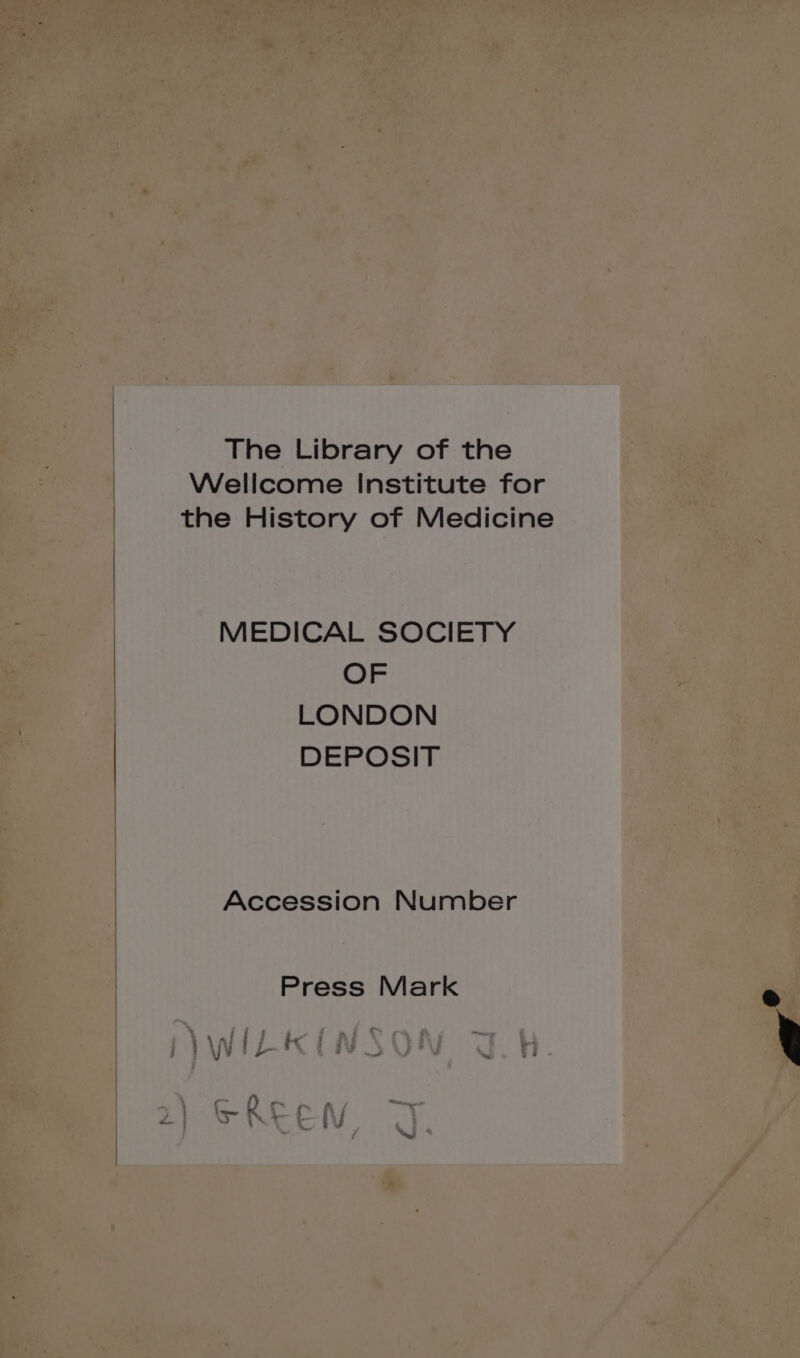 The Library of the
Wellcome Institute for
the History of Medicine
MEDICAL SOCIETY
OF
LONDON
DEPOSIT
Accession Number
Press Mark
1) WILKINSON J.H.
2) GREEN, J.